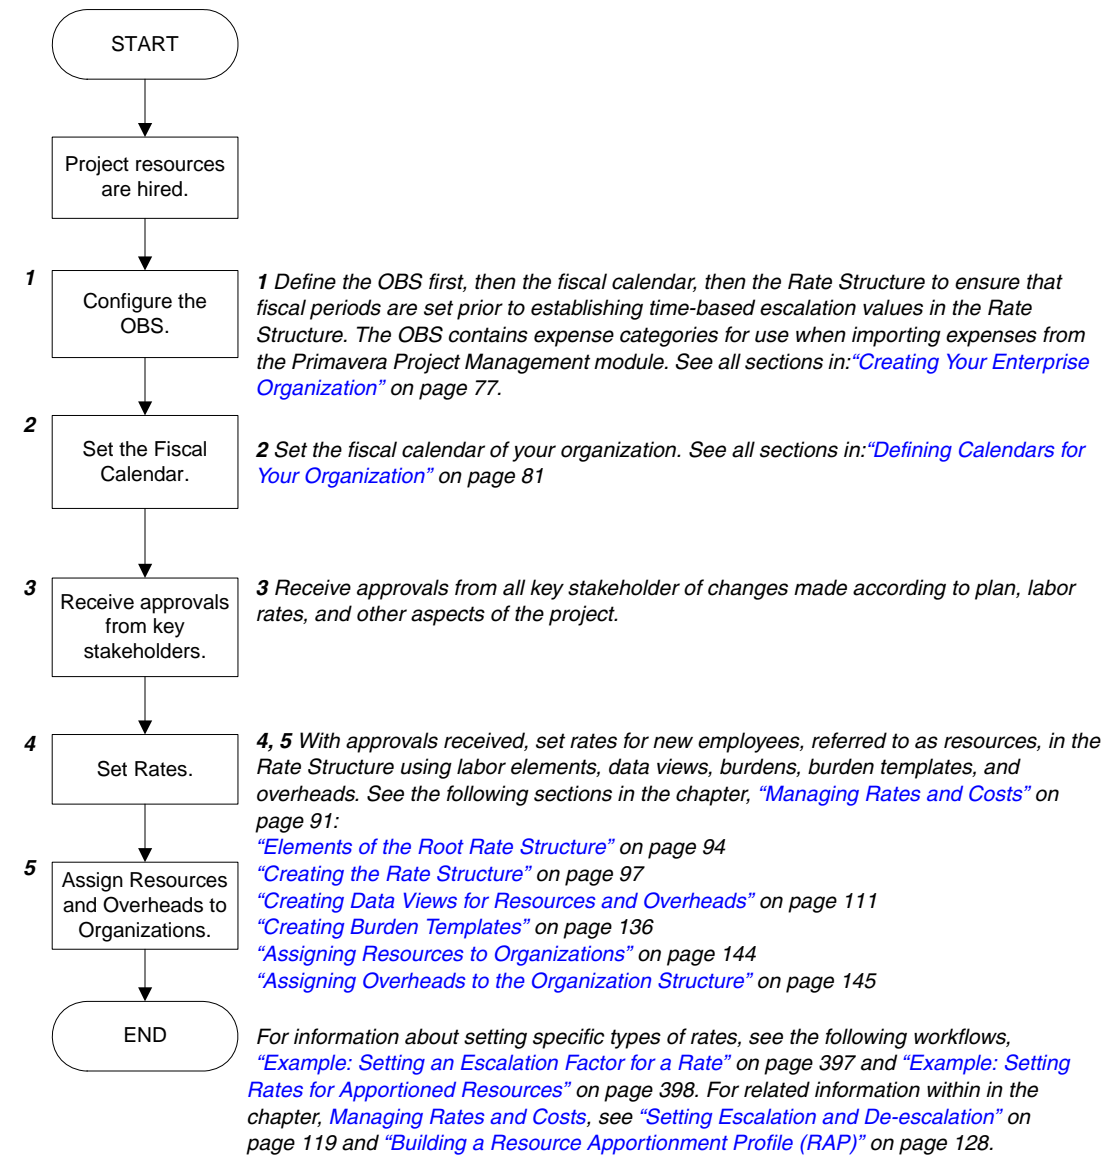 START
Project resources
are hired.
1
Configure the
OBS.
1 Define the OBS first, then the fiscal calendar, then the Rate Structure to ensure that
fiscal periods are set prior to establishing time-based escalation values in the Rate
Structure. The OBS contains expense categories for use when importing expenses from
the Primavera Project Management module. See all sections in:“Creating Your Enterprise
Organization” on page 77.
2
Set the Fiscal
Calendar.
2 Set the fiscal calendar of your organization. See all sections in:“Defining Calendars for
Your Organization” on page 81
3
Receive approvals
from key
stakeholders.
3 Receive approvals from all key stakeholder of changes made according to plan, labor
rates, and other aspects of the project.
4
Set Rates.
4, 5 With approvals received, set rates for new employees, referred to as resources, in the
Rate Structure using labor elements, data views, burdens, burden templates, and
overheads. See the following sections in the chapter, “Managing Rates and Costs” on
page 91:
“Elements of the Root Rate Structure” on page 94
“Creating the Rate Structure” on page 97
“Creating Data Views for Resources and Overheads” on page 111
“Creating Burden Templates” on page 136
“Assigning Resources to Organizations” on page 144
“Assigning Overheads to the Organization Structure” on page 145
5
Assign Resources
and Overheads to
Organizations.
END
For information about setting specific types of rates, see the following workflows,
“Example: Setting an Escalation Factor for a Rate” on page 397 and “Example: Setting
Rates for Apportioned Resources” on page 398. For related information within in the
chapter, Managing Rates and Costs, see “Setting Escalation and De-escalation” on
page 119 and “Building a Resource Apportionment Profile (RAP)” on page 128.